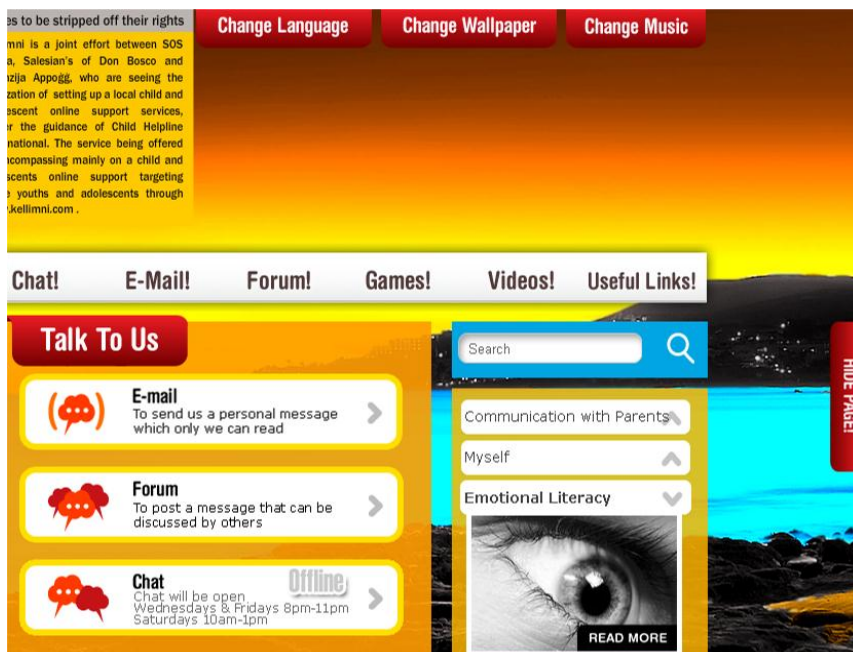 es to be stripped off their rights
mni is a joint effort between SOS
a, Salesian's of Don Bosco and
nzija Appoġġ, who are seeing the
zation of setting up a local child and
escent online support services,
er the guidance of Child Helpline
national. The service being offered
ncompassing mainly on a child and
scents online support targeting
e youths and adolescents through
.kellimni.com .
Change Language
Change Wallpaper
Change Music
Chat!
E-Mail!
Forum!
Games!
Videos!
Useful Links!
Talk To Us
E-mail
To send us a personal message
which only we can read
Forum
To post a message that can be
discussed by others
Chat
Offline
Chat will be open
Wednesdays & Fridays 8pm-11pm
Saturdays 10am-1pm
Search
Communication with Parents
Myself
Emotional Literacy
READ MORE
HIDE PAGE!